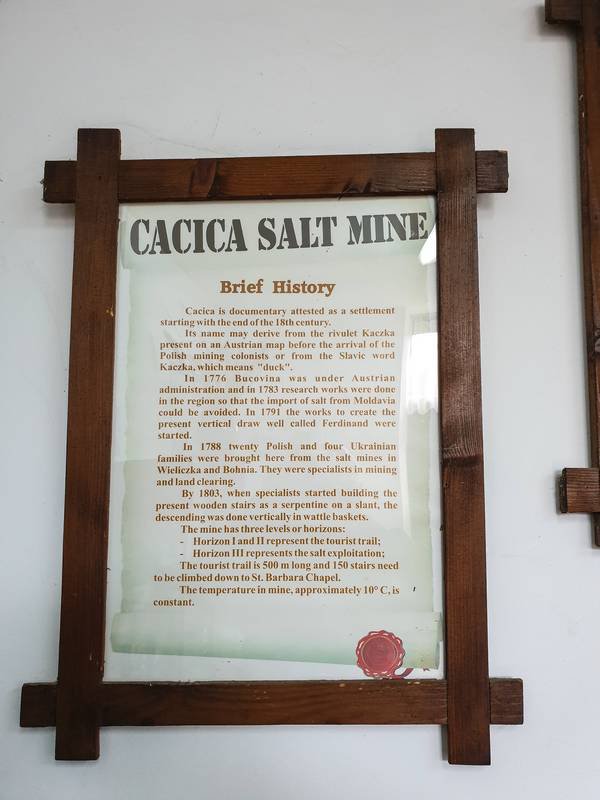 CACICA SALT MINE
Brief History
Cacica is documentary attested as a settlement
starting with the end of the 18th century.
Its name may derive from the rivulet Kaczka
present on an Austrian map before the arrival of the
Polish mining colonists or from the Slavic word
Kaczka, which means "duck".
In 1776 Bucovina was under Austrian
administration and in 1783 research works were done
in the region so that the import of salt from Moldavia
could be avoided. In 1791 the works to create the
present vertical draw well called Ferdinand were
started.
In 1788 twenty Polish and four Ukrainian
families were brought here from the salt mines in
Wieliczka and Bohnia. They were specialists in mining
and land clearing.
By 1803, when specialists started building the
present wooden stairs as a serpentine on a slant, the
descending was done vertically in wattle baskets.
The mine has three levels or horizons:
- Horizon I and II represent the tourist trail;
- Horizon III represents the salt exploitation;
The tourist trail is 500 m long and 150 stairs need
to be climbed down to St. Barbara Chapel.
The temperature in mine, approximately 10° C, is
constant.